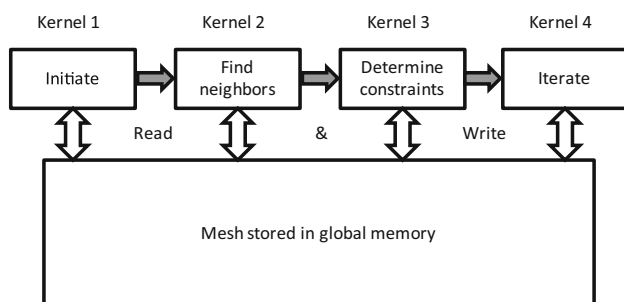 Kernel 1 Kernel 2 Kernel 3 Kernel 4
Initiate
Find
neighbors
Determine
constraints
Iterate
Read & Write
Mesh stored in global memory